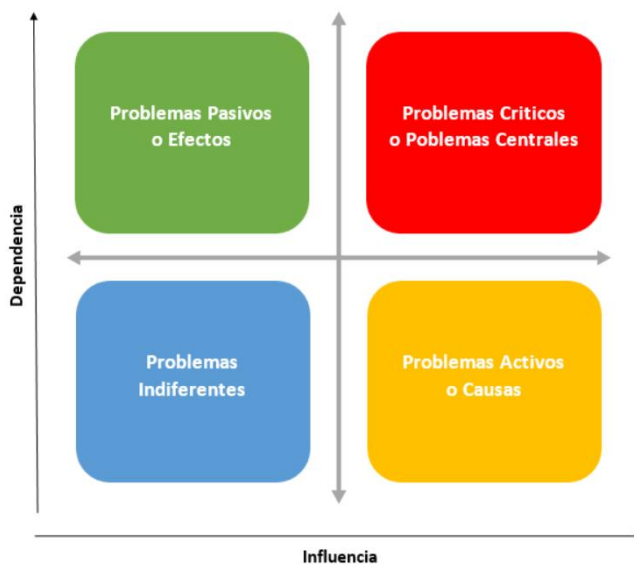 Problemas Pasivos
o Efectos
Problemas Criticos
o Poblemas Centrales
Dependencia
Problemas
Indiferentes
Problemas Activos
o Causas
Influencia